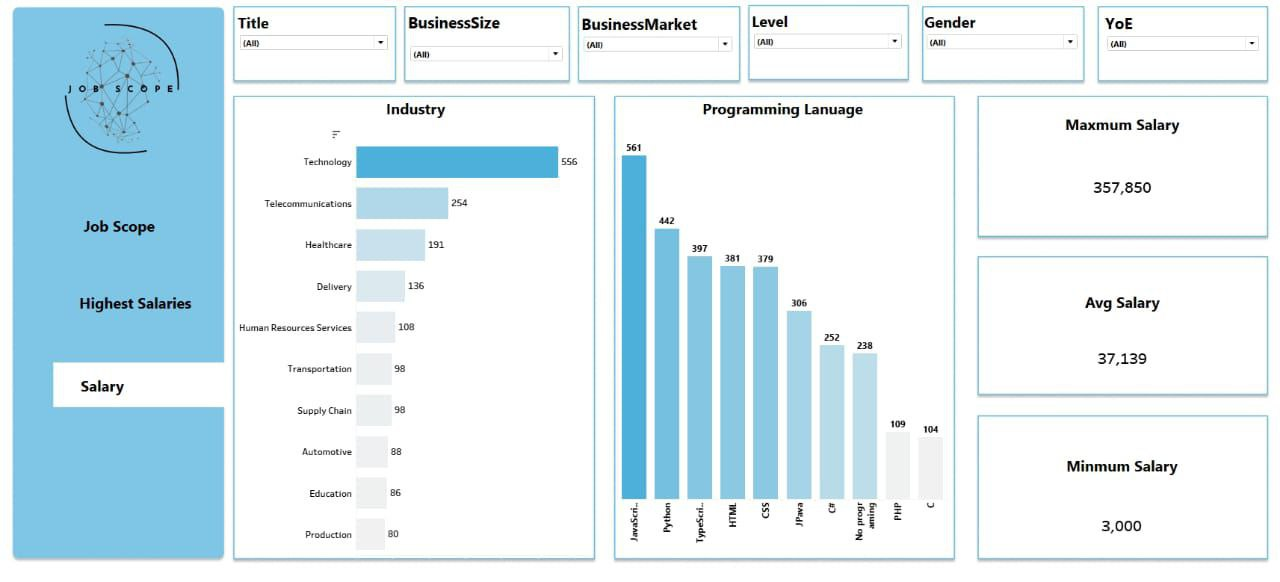 JOB SCOPE
Job Scope
Highest Salaries
Salary
Title
(All)
BusinessSize
(All)
BusinessMarket
(All)
Level
(All)
Gender
(All)
YoE
(All)
Industry
Technology 556
Telecommunications 254
Healthcare 191
Delivery 136
Human Resources Services 108
Transportation 98
Supply Chain 98
Automotive 88
Education 86
Production 80
Programming Lanuage
561
442
397
381
379
306
252
238
109
104
JavaScri..
Python
TypeScri..
HTML
CSS
JPava
C#
No progr
aming
PHP
C
Maxmum Salary
357,850
Avg Salary
37,139
Minmum Salary
3,000